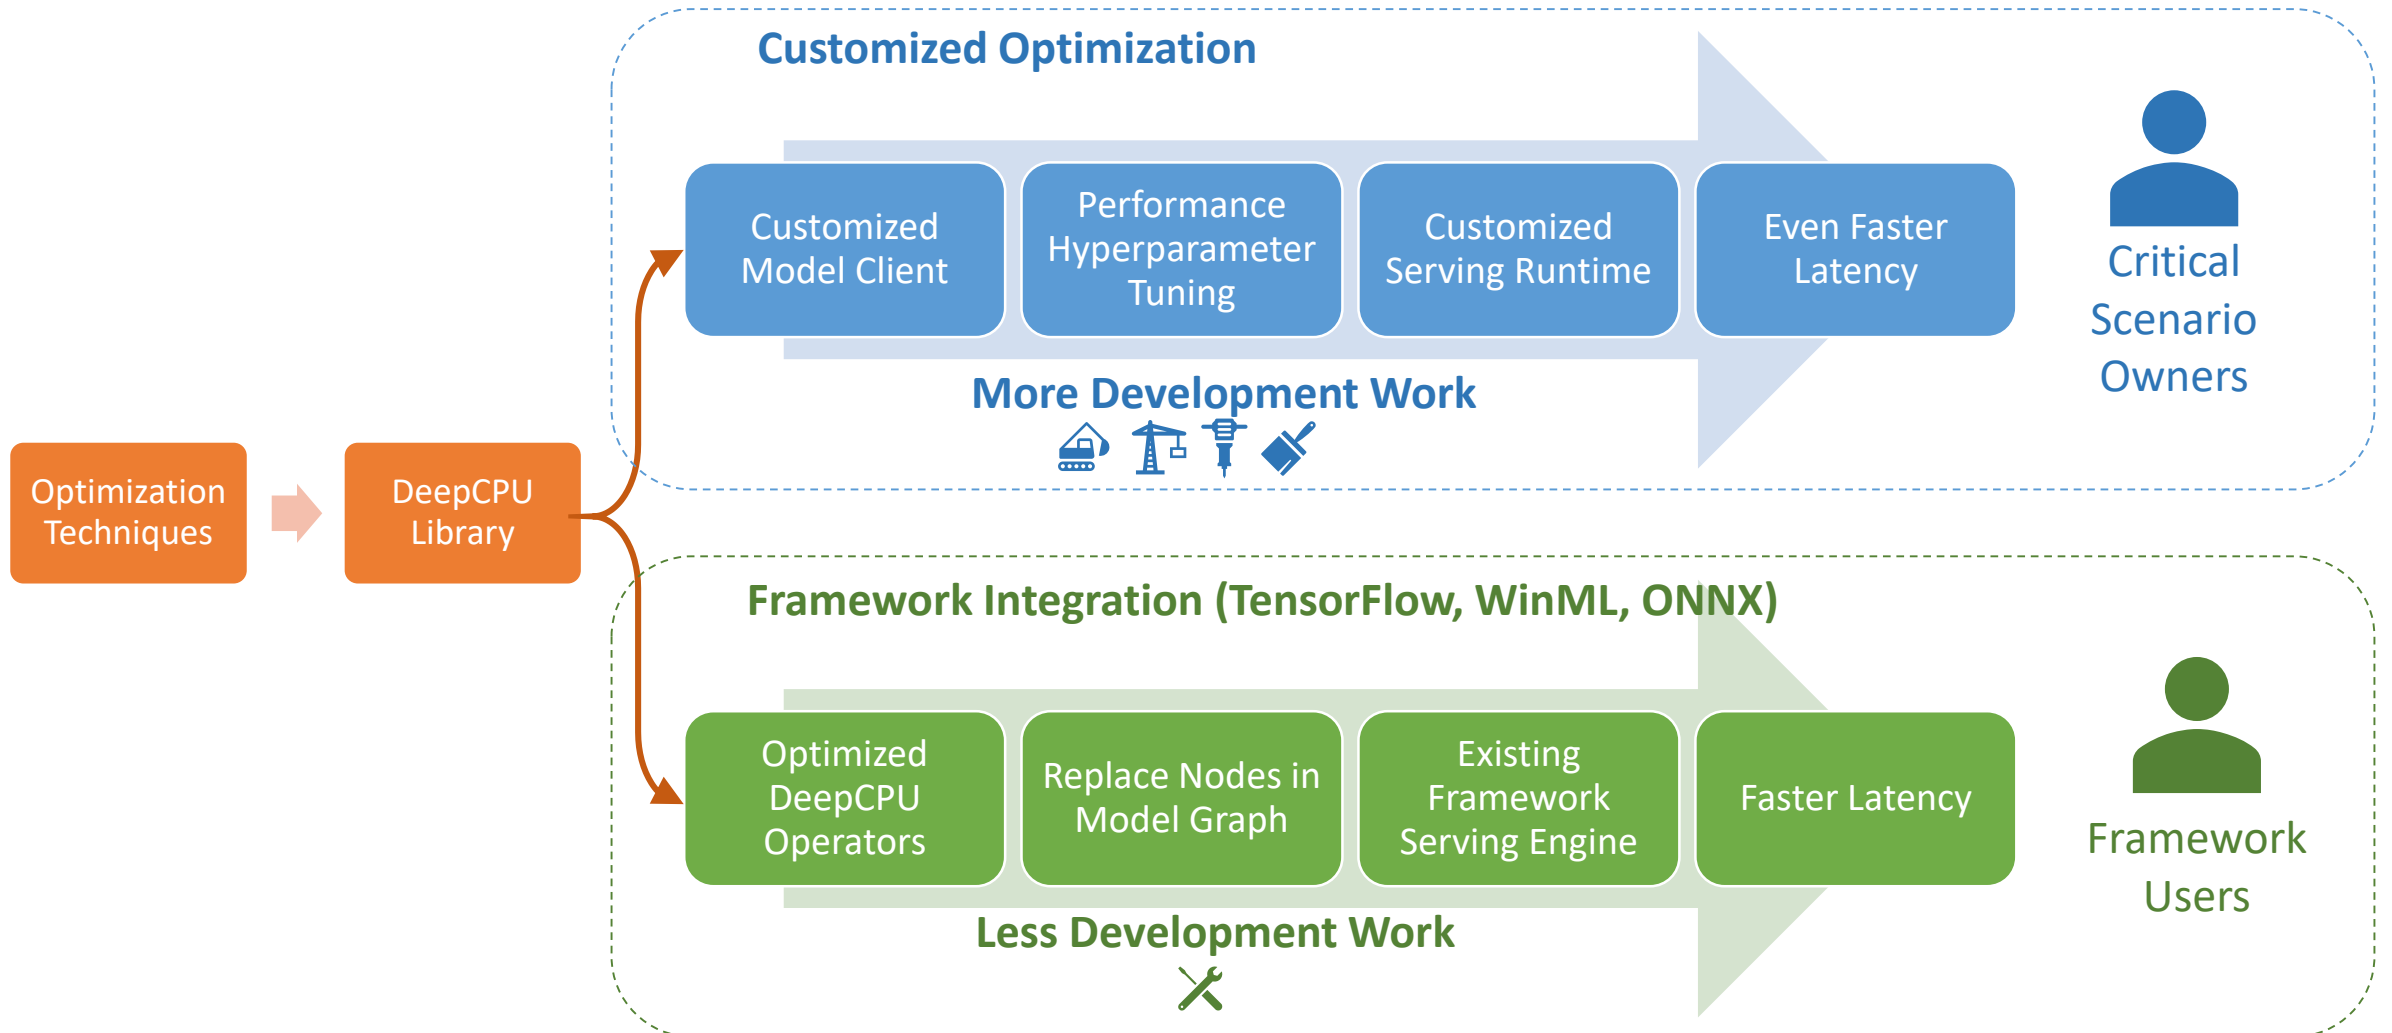 Customized Optimization
Customized
Model Client
Performance
Hyperparameter
Tuning
Customized
Serving Runtime
Even Faster
Latency
Critical
Scenario
Owners
More Development Work
Optimization
Techniques
DeepCPU
Library
Framework Integration (TensorFlow, WinML, ONNX)
Optimized
DeepCPU
Operators
Replace Nodes in
Model Graph
Existing
Framework
Serving Engine
Faster Latency
Framework
Users
Less Development Work